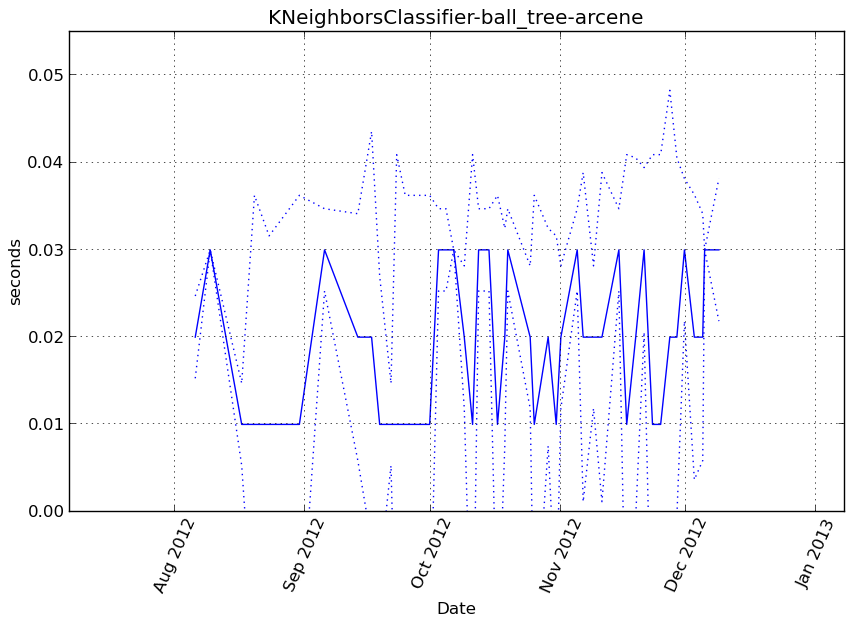 KNeighborsClassifier-ball_tree-arcene
seconds
0.05
0.04
0.03
0.02
0.01
0.00
Aug 2012
Sep 2012
Oct 2012
Nov 2012
Dec 2012
Jan 2013
Date